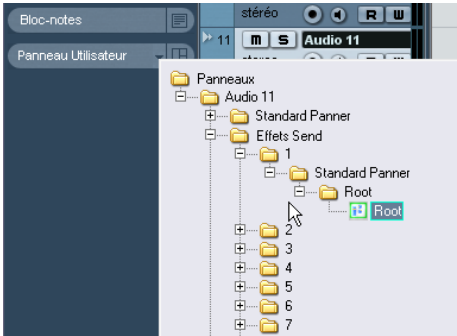 Bloc-notes
stéréo
R W
11 m S Audio 11
Panneau Utilisateur
Panneaux
Audio 11
Standard Panner
Effets Send
1
Standard Panner
Root
Root
2
3
4
5
6
7